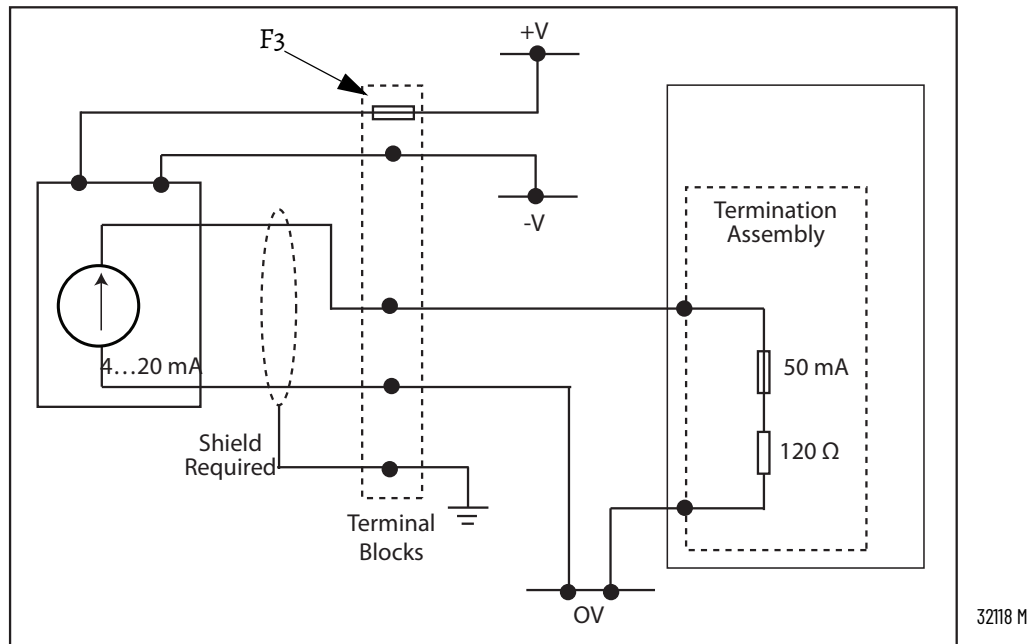 F3
+V
-V
Termination
Assembly
4...20 mA
50 mA
120 Ω
Shield
Required
Terminal
Blocks
OV
32118 M